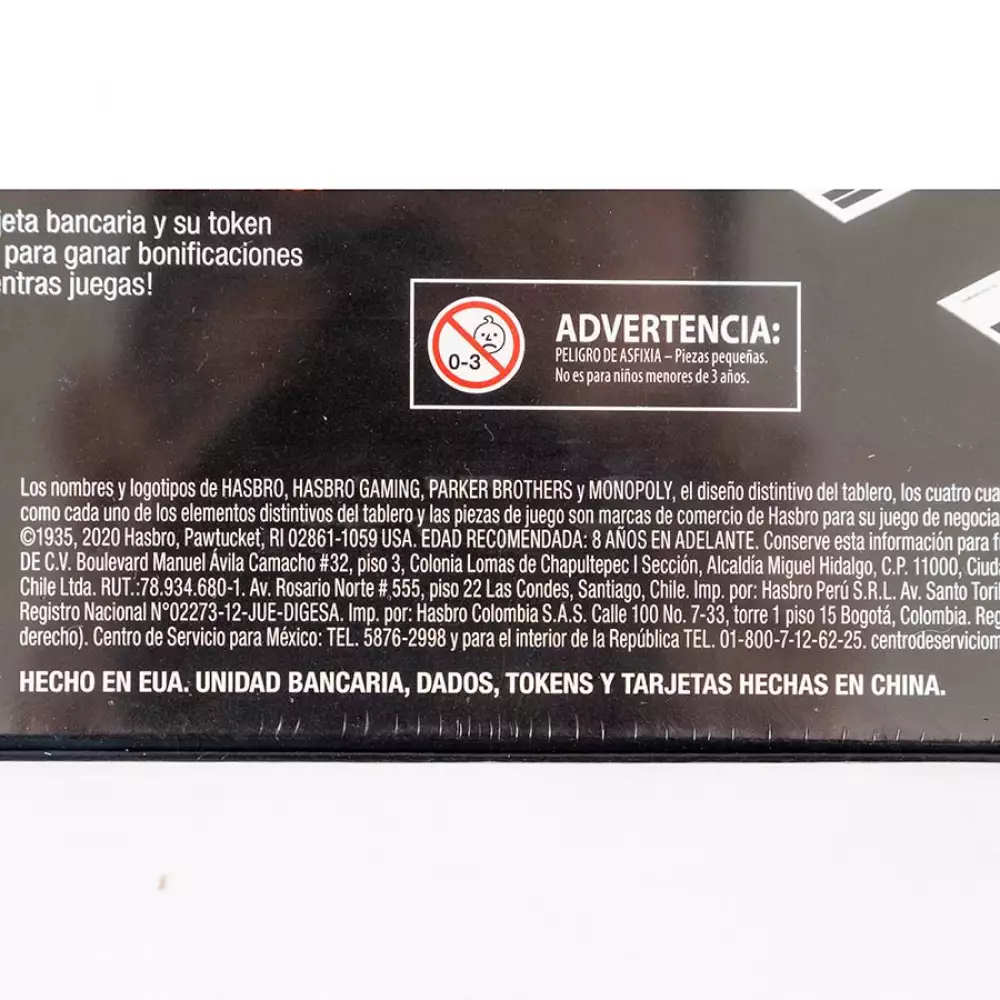 jeta bancaria y su token
para ganar bonificaciones
entras juegas!
0-3
ADVERTENCIA:
PELIGRO DE ASFIXIA – Piezas pequeñas.
No es para niños menores de 3 años.
Los nombres y logotipos de HASBRO, HASBRO GAMING, PARKER BROTHERS y MONOPOLY, el diseño distintivo del tablero, los cuatro cua
como cada uno de los elementos distintivos del tablero y las piezas de juego son marcas de comercio de Hasbro para su juego de negocia
©1935, 2020 Hasbro, Pawtucket, RI 02861-1059 USA. EDAD RECOMENDADA: 8 AÑOS EN ADELANTE. Conserve esta información para f
DE C.V. Boulevard Manuel Ávila Camacho #32, piso 3, Colonia Lomas de Chapultepec I Sección, Alcaldía Miguel Hidalgo, C.P. 11000, Ciud
Chile Ltda. RUT.:78.934.680-1. Av. Rosario Norte # 555, piso 22 Las Condes, Santiago, Chile. Imp. por: Hasbro Perú S.R.L. Av. Santo Tori
Registro Nacional N°02273-12-JUE-DIGESA. Imp. por: Hasbro Colombia S.A.S. Calle 100 No. 7-33, torre 1 piso 15 Bogotá, Colombia. Reg
derecho). Centro de Servicio para México: TEL. 5876-2998 y para el interior de la República TEL. 01-800-7-12-62-25. centrodeserviciom
HECHO EN EUA. UNIDAD BANCARIA, DADOS, TOKENS Y TARJETAS HECHAS EN CHINA.